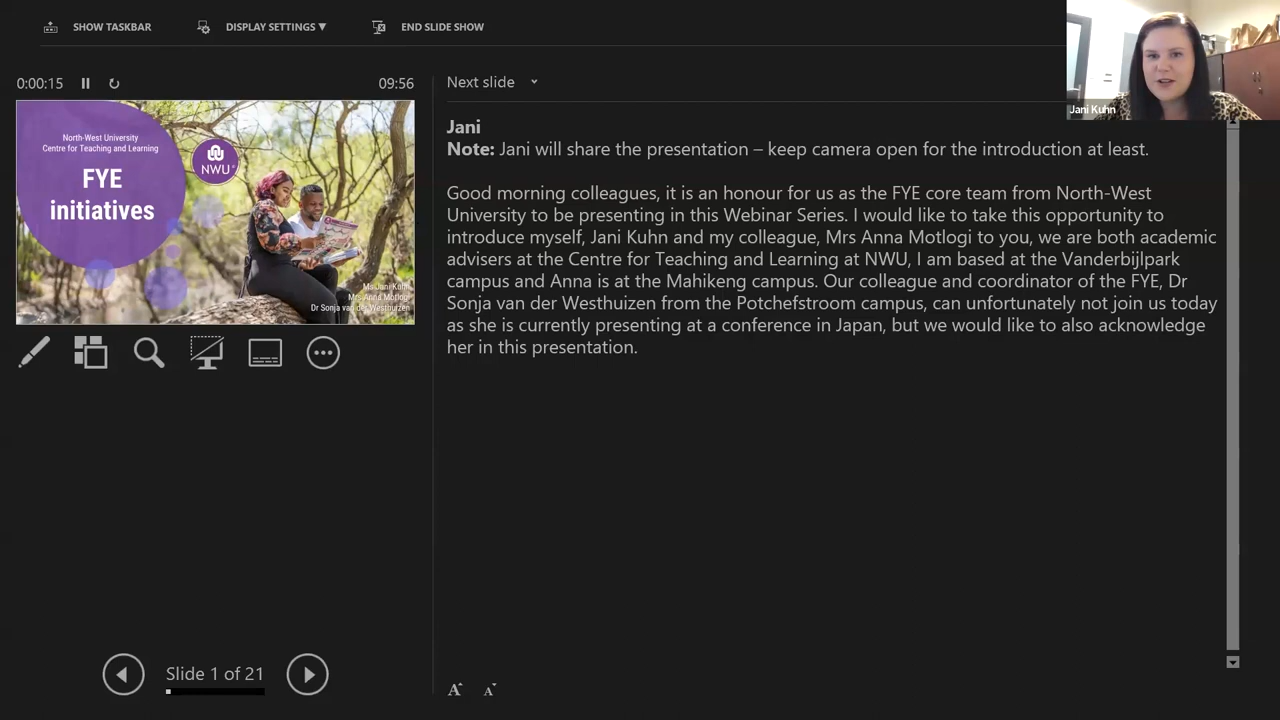 SHOW TASKBAR
DISPLAY SETTINGS ▼
END SLIDE SHOW
0:00:15
09:56
North-West University
Centre for Teaching and Learning
FYE
initiatives
NWU
Ms Jani Kuhn
Mrs Anna Motlogi
Dr Sonja van der Westhuizen
Slide 1 of 21
Next slide
Jani
Note: Jani will share the presentation – keep camera open for the introduction at least.
Good morning colleagues, it is an honour for us as the FYE core team from North-West
University to be presenting in this Webinar Series. I would like to take this opportunity to
introduce myself, Jani Kuhn and my colleague, Mrs Anna Motlogi to you, we are both academic
advisers at the Centre for Teaching and Learning at NWU, I am based at the Vanderbijlpark
campus and Anna is at the Mahikeng campus. Our colleague and coordinator of the FYE, Dr
Sonja van der Westhuizen from the Potchefstroom campus, can unfortunately not join us today
as she is currently presenting at a conference in Japan, but we would like to also acknowledge
her in this presentation.
A A
Jani Kuhn